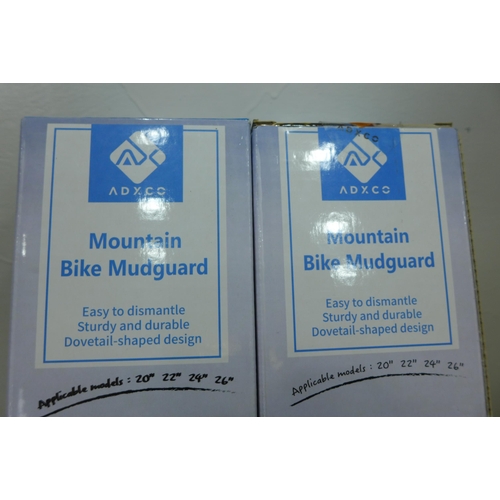 ADXCO
Mountain
Bike Mudguard
Easy to dismantle
Sturdy and durable
Dovetail-shaped design
Applicable models : 20" 22" 24" 26"
ADXCO
ADXCO
Mountain
Bike Mudguard
Easy to dismantle
Sturdy and durable
Dovetail-shaped design
Applicable models : 20" 22" 24" 26"